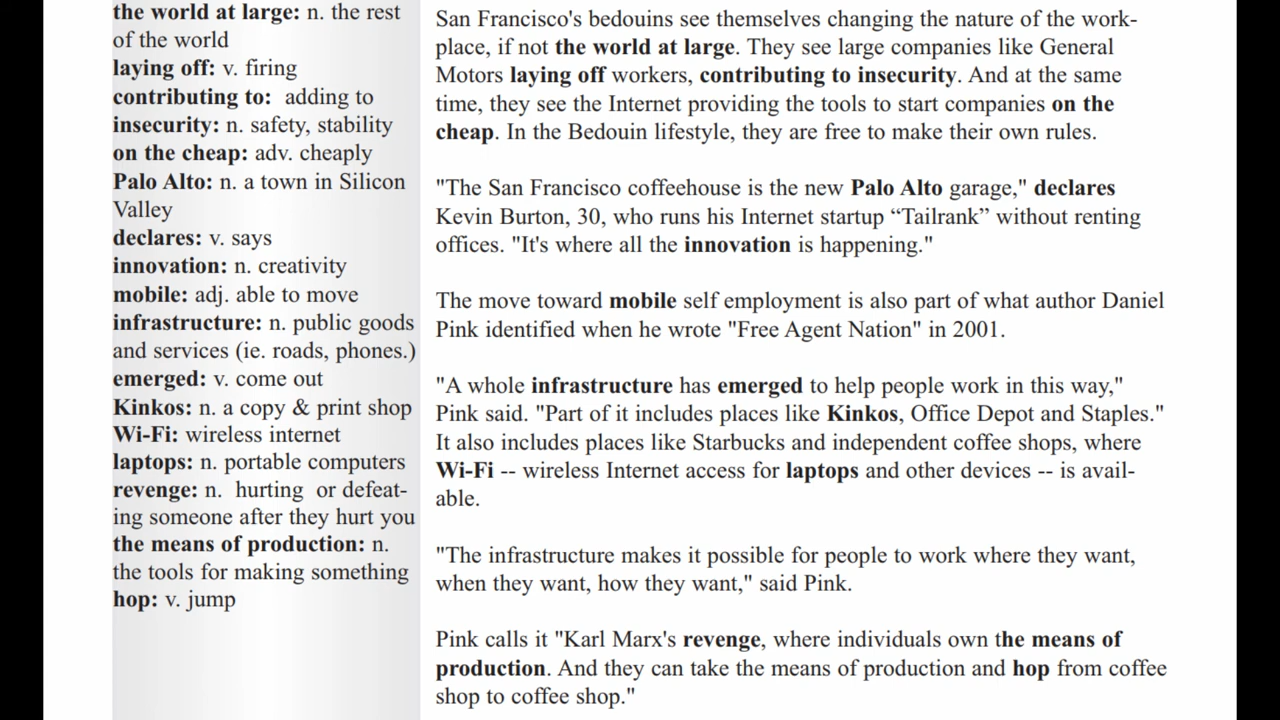 the world at large: n. the rest
of the world
laying off: v. firing
contributing to: adding to
insecurity: n. safety, stability
on the cheap: adv. cheaply
Palo Alto: n. a town in Silicon
Valley
declares: v. says
innovation: n. creativity
mobile: adj. able to move
infrastructure: n. public goods
and services (ie. roads, phones.)
emerged: v. come out
Kinkos: n. a copy & print shop
Wi-Fi: wireless internet
laptops: n. portable computers
revenge: n. hurting or defeat-
ing someone after they hurt you
the means of production: n.
the tools for making something
hop: v. jump
San Francisco's bedouins see themselves changing the nature of the work-
place, if not the world at large. They see large companies like General
Motors laying off workers, contributing to insecurity. And at the same
time, they see the Internet providing the tools to start companies on the
cheap. In the Bedouin lifestyle, they are free to make their own rules.
"The San Francisco coffeehouse is the new Palo Alto garage," declares
Kevin Burton, 30, who runs his Internet startup “Tailrank” without renting
offices. "It's where all the innovation is happening."
The move toward mobile self employment is also part of what author Daniel
Pink identified when he wrote "Free Agent Nation" in 2001.
"A whole infrastructure has emerged to help people work in this way,"
Pink said. "Part of it includes places like Kinkos, Office Depot and Staples."
It also includes places like Starbucks and independent coffee shops, where
Wi-Fi -- wireless Internet access for laptops and other devices -- is avail-
able.
"The infrastructure makes it possible for people to work where they want,
when they want, how they want," said Pink.
Pink calls it "Karl Marx's revenge, where individuals own the means of
production. And they can take the means of production and hop from coffee
shop to coffee shop."